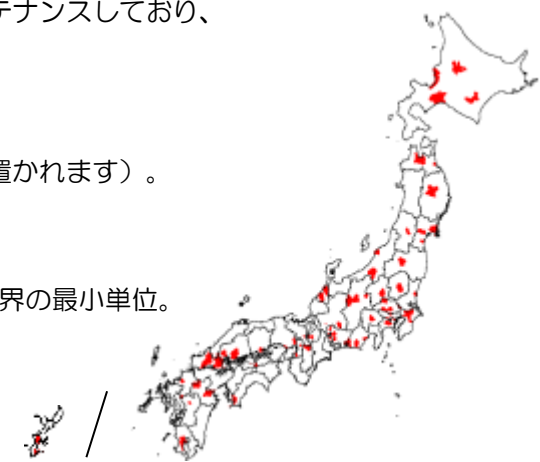 テナンスしており、
置かれます）。
界の最小単位。